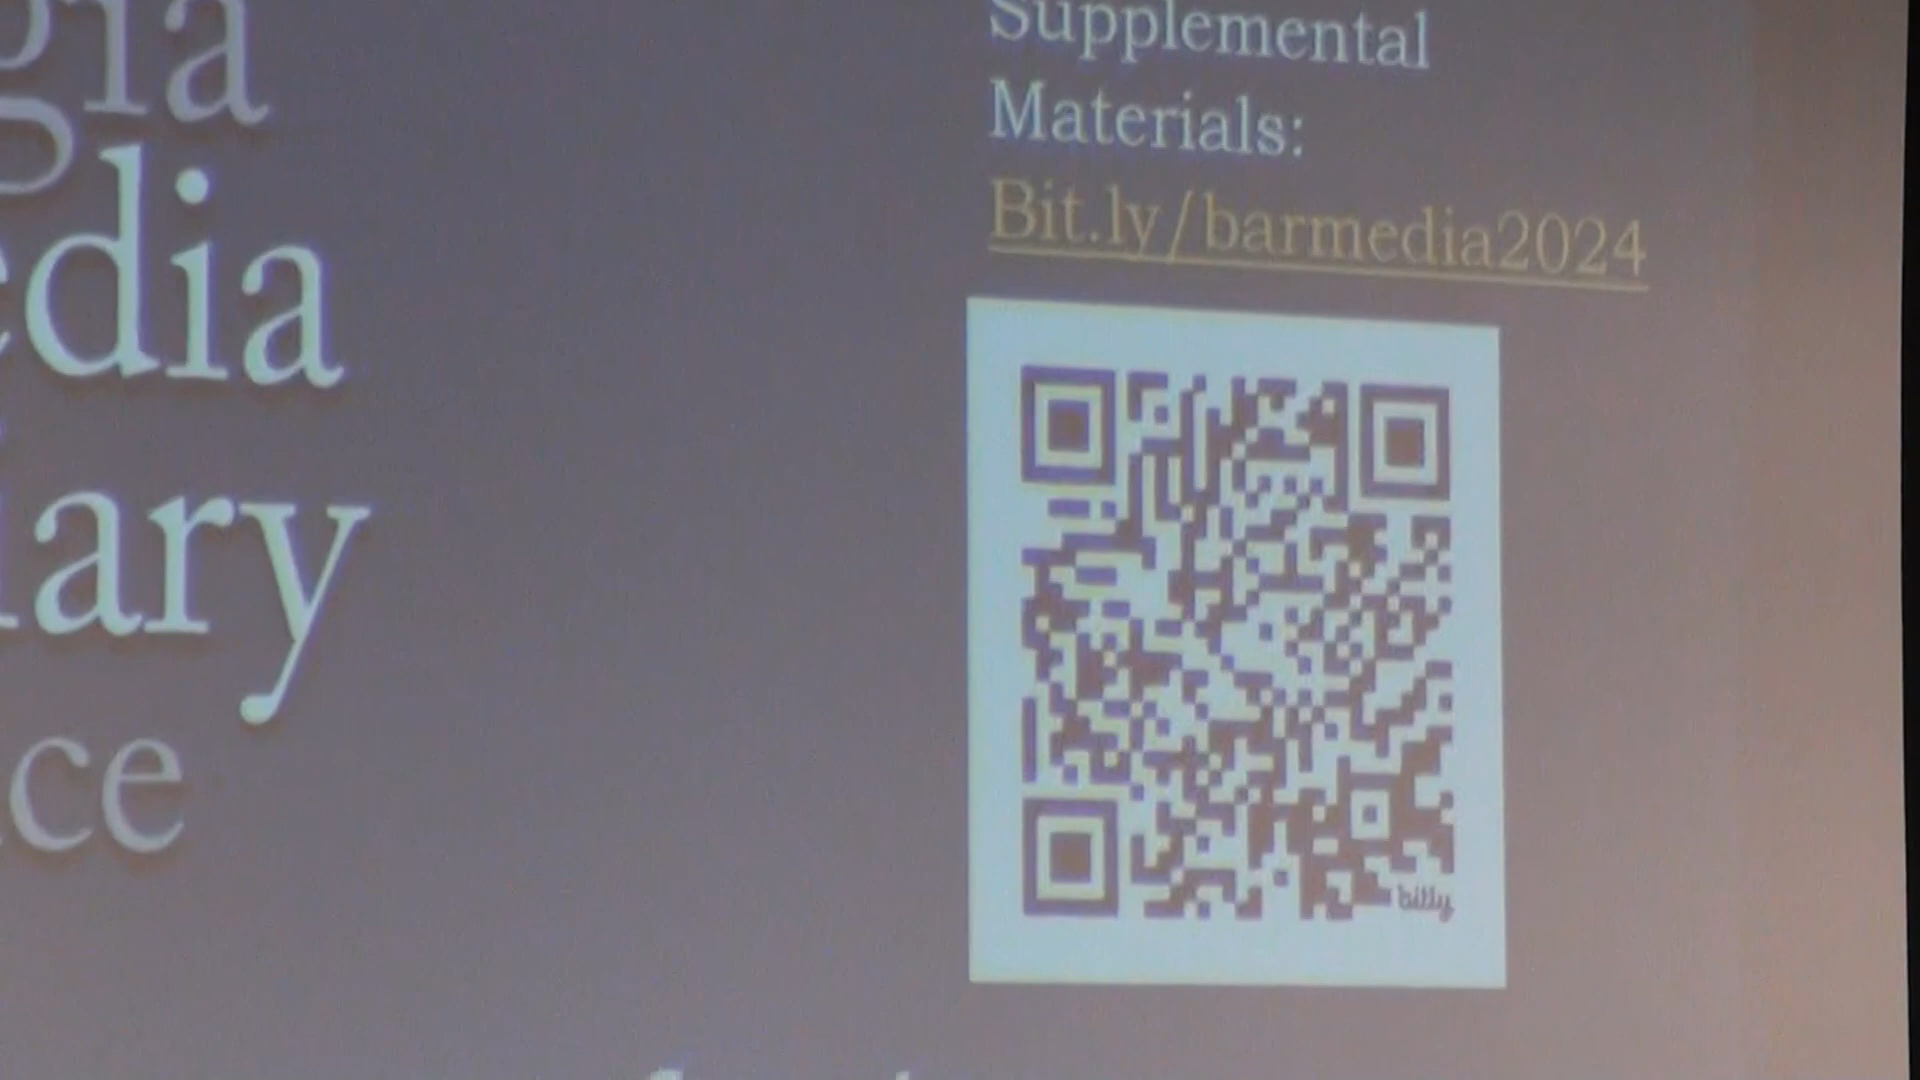 gia
edia
iary
ce
Supplemental
Materials:
Bit.ly/barmedia2024
bitly